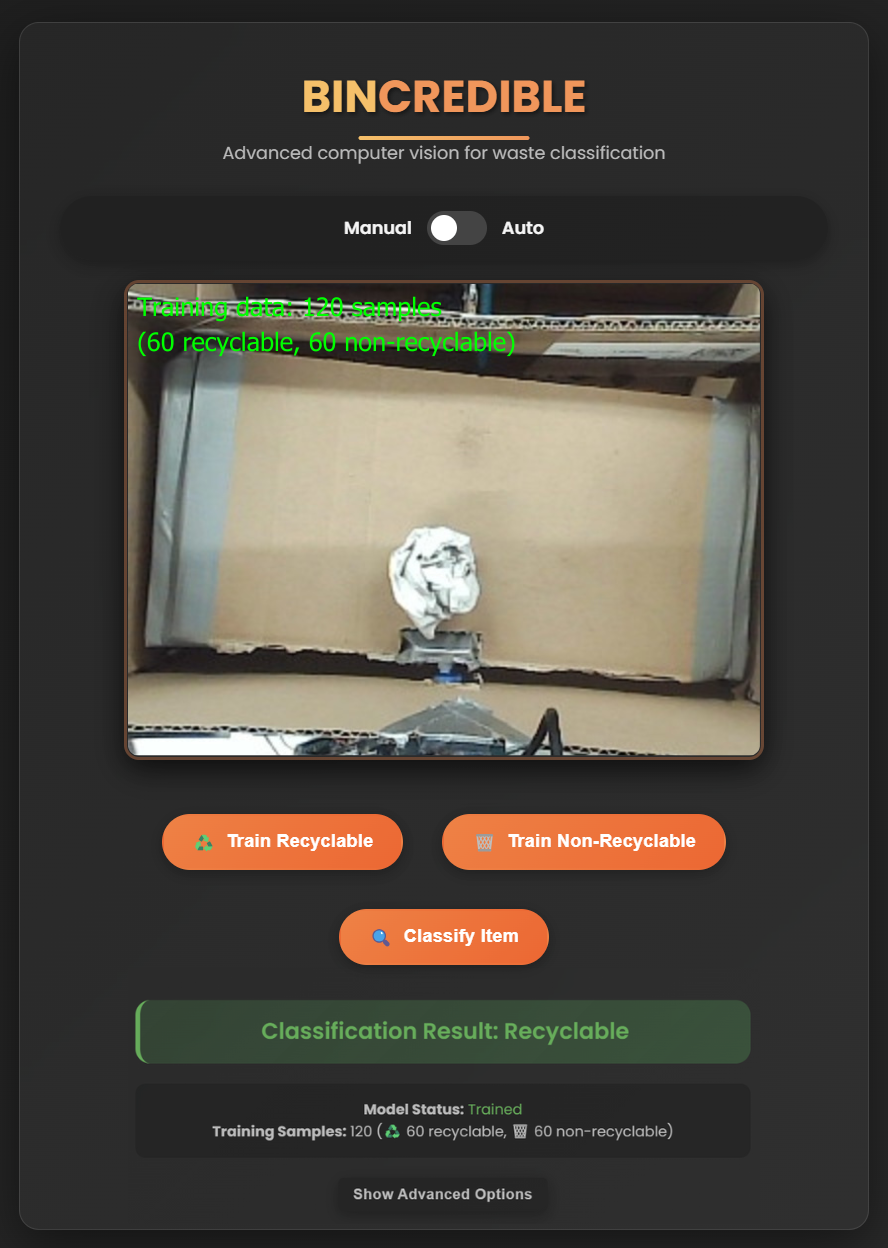 BINCREDIBLE
Advanced computer vision for waste classification
Manual Auto
Training data: 120 samples
(60 recyclable, 60 non-recyclable)
Train Recyclable
Train Non-Recyclable
Classify Item
Classification Result: Recyclable
Model Status: Trained
Training Samples: 120 (♻ 60 recyclable, 🗑 60 non-recyclable)
Show Advanced Options